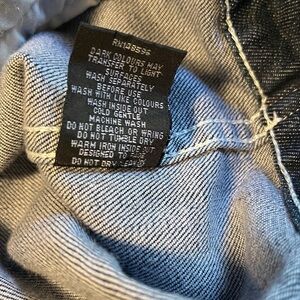 DARK COLOURS MAY
TRANSFER TO LIGHT
SURFACES
WASH SEPARATELY
BEFORE USE
WASH WITH LIKE COLOURS
WASH INSIDE OUT
COLD GENTLE
MACHINE WASH
DO NOT BLEACH OR WRING
DO NOT TUMBLE DRY
WARM IRON INSIDE OUT
DESIGNED TO FADE
DO NOT DRY CLEAN